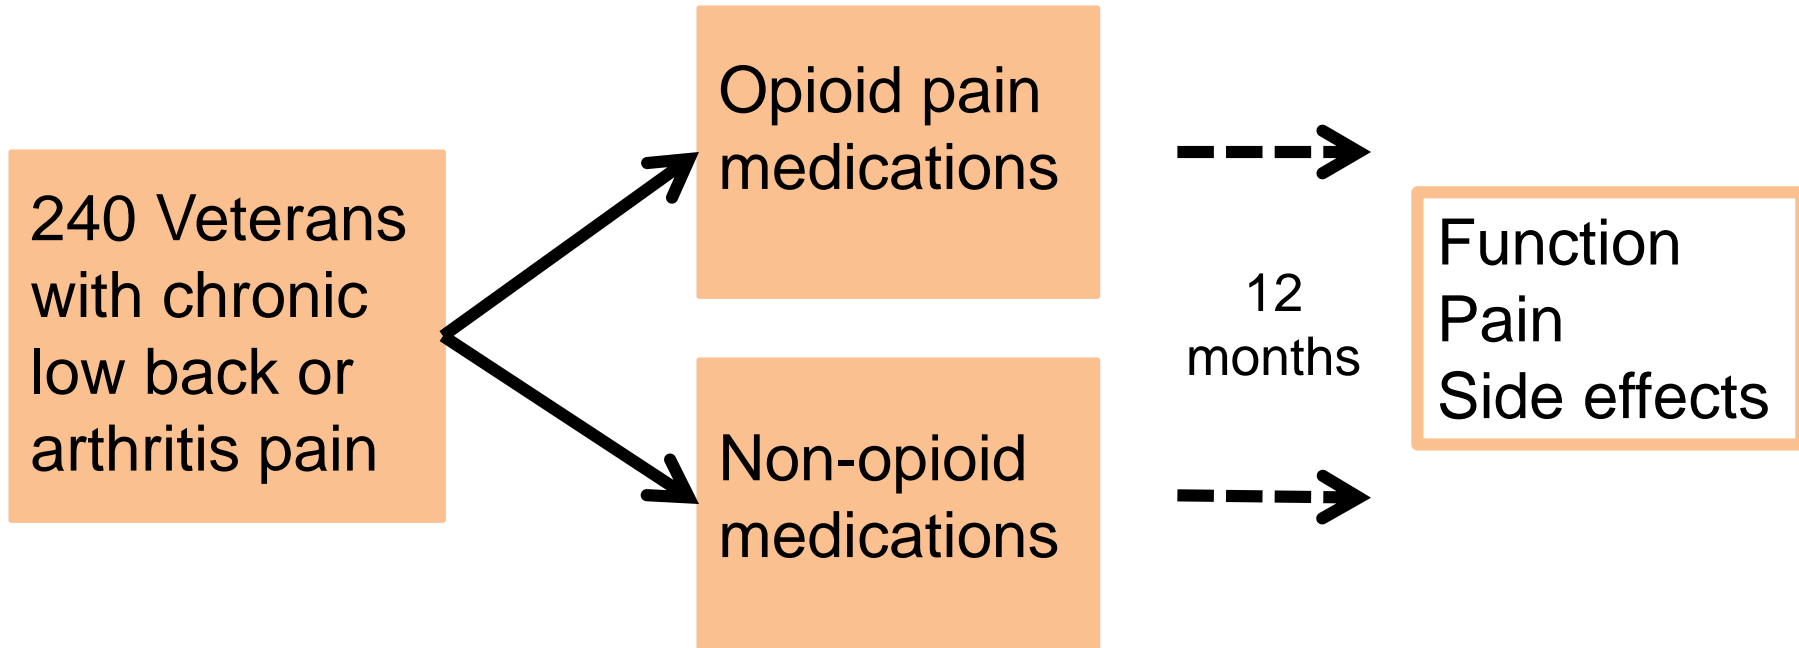 240 Veterans
with chronic
low back or
arthritis pain
Opioid pain
medications
Non-opioid
medications
12
months
Function
Pain
Side effects